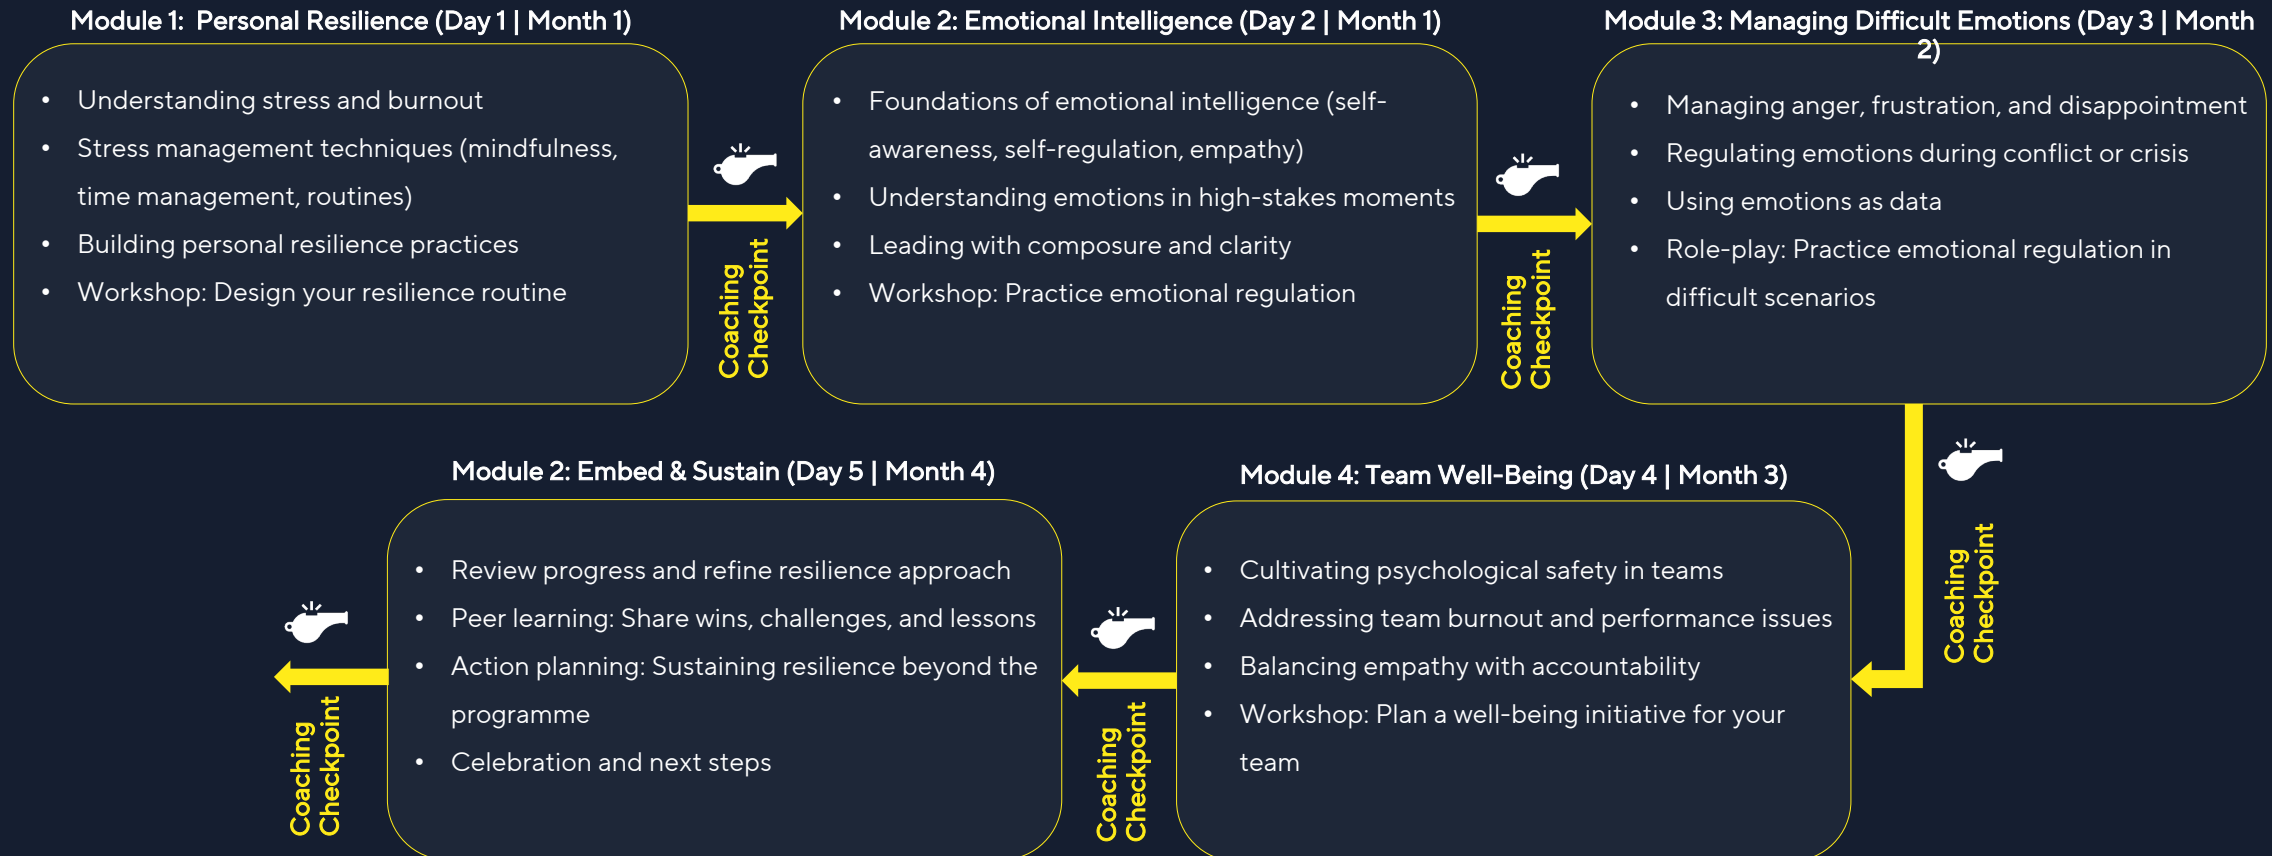 Module 1:  Personal Resilience (Day 1 | Month 1)
• Understanding stress and burnout
• Stress management techniques (mindfulness,
time management, routines)
• Building personal resilience practices
• Workshop: Design your resilience routine
Coaching
Checkpoint
Module 2: Emotional Intelligence (Day 2 | Month 1)
• Foundations of emotional intelligence (self-
awareness, self-regulation, empathy)
• Understanding emotions in high-stakes moments
• Leading with composure and clarity
• Workshop: Practice emotional regulation
Coaching
Checkpoint
Module 3: Managing Difficult Emotions (Day 3 | Month
2)
• Managing anger, frustration, and disappointment
• Regulating emotions during conflict or crisis
• Using emotions as data
• Role-play: Practice emotional regulation in
difficult scenarios
Coaching
Checkpoint
Module 4: Team Well-Being (Day 4 | Month 3)
• Cultivating psychological safety in teams
• Addressing team burnout and performance issues
• Balancing empathy with accountability
• Workshop: Plan a well-being initiative for your
team
Coaching
Checkpoint
Module 2: Embed & Sustain (Day 5 | Month 4)
• Review progress and refine resilience approach
• Peer learning: Share wins, challenges, and lessons
• Action planning: Sustaining resilience beyond the
programme
• Celebration and next steps
Coaching
Checkpoint